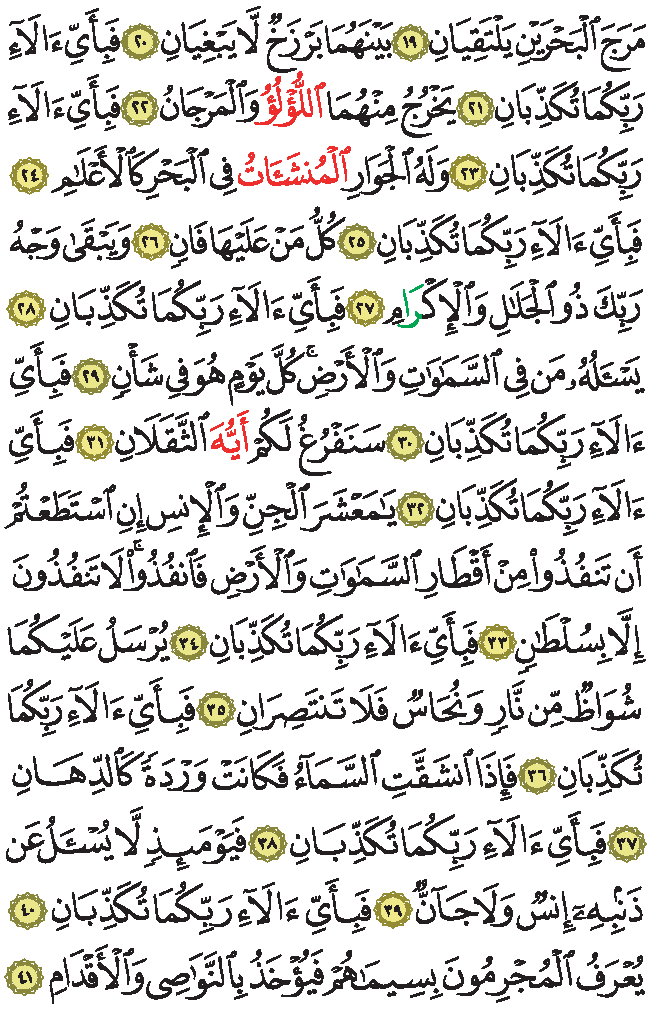 مَرَجَ ٱلْبَحْرَيْنِ يَلْتَقِيَانِ ١٩ بَيْنَهُمَا بَرْزَخٌ لَّا يَبْغِيَانِ ٢٠ فَبِأَيِّ ءَالَآءِ
رَبِّكُمَا تُكَذِّبَانِ ٢١ يَخْرُجُ مِنْهُمَا ٱللُّؤْلُؤُ وَٱلْمَرْجَانُ ٢٢ فَبِأَيِّ ءَالَآءِ
رَبِّكُمَا تُكَذِّبَانِ ٢٣ وَلَهُ ٱلْجَوَارِ ٱلْمُنشَـَٔاتُ فِى ٱلْبَحْرِ كَٱلْأَعْلَٰمِ ٢٤
فَبِأَيِّ ءَالَآءِ رَبِّكُمَا تُكَذِّبَانِ ٢٥ كُلُّ مَنْ عَلَيْهَا فَانٍ ٢٦ وَيَبْقَىٰ وَجْهُ
رَبِّكَ ذُو ٱلْجَلَٰلِ وَٱلْإِكْرَامِ ٢٧ فَبِأَيِّ ءَالَآءِ رَبِّكُمَا تُكَذِّبَانِ ٢٨
يَسْـَٔلُهُۥ مَن فِى ٱلسَّمَٰوَٰتِ وَٱلْأَرْضِ ۚ كُلَّ يَوْمٍ هُوَ فِى شَأْنٍ ٢٩ فَبِأَيِّ
ءَالَآءِ رَبِّكُمَا تُكَذِّبَانِ ٣٠ سَنَفْرُغُ لَكُمْ أَيُّهَ ٱلثَّقَلَانِ ٣١ فَبِأَيِّ
ءَالَآءِ رَبِّكُمَا تُكَذِّبَانِ ٣٢ يَٰمَعْشَرَ ٱلْجِنِّ وَٱلْإِنسِ إِنِ ٱسْتَطَعْتُمْ
أَن تَنفُذُوا۟ مِنْ أَقْطَارِ ٱلسَّمَٰوَٰتِ وَٱلْأَرْضِ فَٱنفُذُوا۟ ۚ لَا تَنفُذُونَ
إِلَّا بِسُلْطَٰنٍ ٣٣ فَبِأَيِّ ءَالَآءِ رَبِّكُمَا تُكَذِّبَانِ ٣٤ يُرْسَلُ عَلَيْكُمَا
شُوَاظٌ مِّن نَّارٍ وَنُحَاسٌ فَلَا تَنتَصِرَانِ ٣٥ فَبِأَيِّ ءَالَآءِ رَبِّكُمَا
تُكَذِّبَانِ ٣٦ فَإِذَا ٱنشَقَّتِ ٱلسَّمَآءُ فَكَانَتْ وَرْدَةً كَٱلدِّهَانِ
٣٧ فَبِأَيِّ ءَالَآءِ رَبِّكُمَا تُكَذِّبَانِ ٣٨ فَيَوْمَئِذٍ لَّا يُسْـَٔلُ عَن
ذَنۢبِهِۦٓ إِنسٌ وَلَا جَآنٌّ ٣٩ فَبِأَيِّ ءَالَآءِ رَبِّكُمَا تُكَذِّبَانِ ٤٠
يُعْرَفُ ٱلْمُجْرِمُونَ بِسِيمَٰهُمْ فَيُؤْخَذُ بِٱلنَّوَٰصِى وَٱلْأَقْدَامِ ٤١